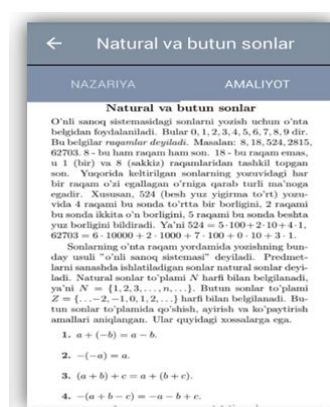 Natural va butun sonlar
NAZARIYA AMALIYOT
Natural va butun sonlar
O'nli sanoq sistemasidagi sonlarni yozish uchun o'nta
belgidan foydalaniladi. Bular 0, 1, 2, 3, 4, 5, 6, 7, 8, 9 dir.
Bu belgilar raqamlar deyiladi. Masalan: 8, 18, 524, 2815,
62703. 8 - bu ham raqam ham son. 18 - bu raqam emas,
u 1 (bir) va 8 (sakkiz) raqamlaridan tashkil topgan
son. Yuqorida keltirilgan sonlarning yozuvidagi har
bir raqam o'zi egallagan o'rniga qarab turli ma'noga
egadir. Xususan, 524 (besh yuz yigirma to'rt) yozu-
vida 4 raqami bu sonda to'rtta bir borligini, 2 raqami
bu sonda ikkita o'n borligini, 5 raqami bu sonda beshta
yuz borligini bildiradi. Ya'ni 524 = 5·100+2·10+4·1,
62703 = 6 · 10000 + 2 · 1000 + 7 · 100 + 0 · 10 + 3 · 1.
Sonlarning o'nta raqam yordamida yozishning bun-
day usuli "o'nli sanoq sistemasi" deyiladi. Predmet-
larni sanashda ishlatiladigan sonlar natural sonlar deyi-
ladi. Natural sonlar to'plami N harfi bilan belgilanadi,
ya'ni N = {1, 2, 3, . . . , n, . . .}. Butun sonlar to'plami
Z = {. . . − 2, −1, 0, 1, 2, . . .} harfi bilan belgilanadi. Bu-
tun sonlar to'plamida qo'shish, ayirish va ko'paytirish
amallari aniqlangan. Ular quyidagi xossalarga ega.
1. a + (−b) = a − b.
2. −(−a) = a.
3. (a + b) + c = a + (b + c).
4. −(a + b − c) = −a − b + c.